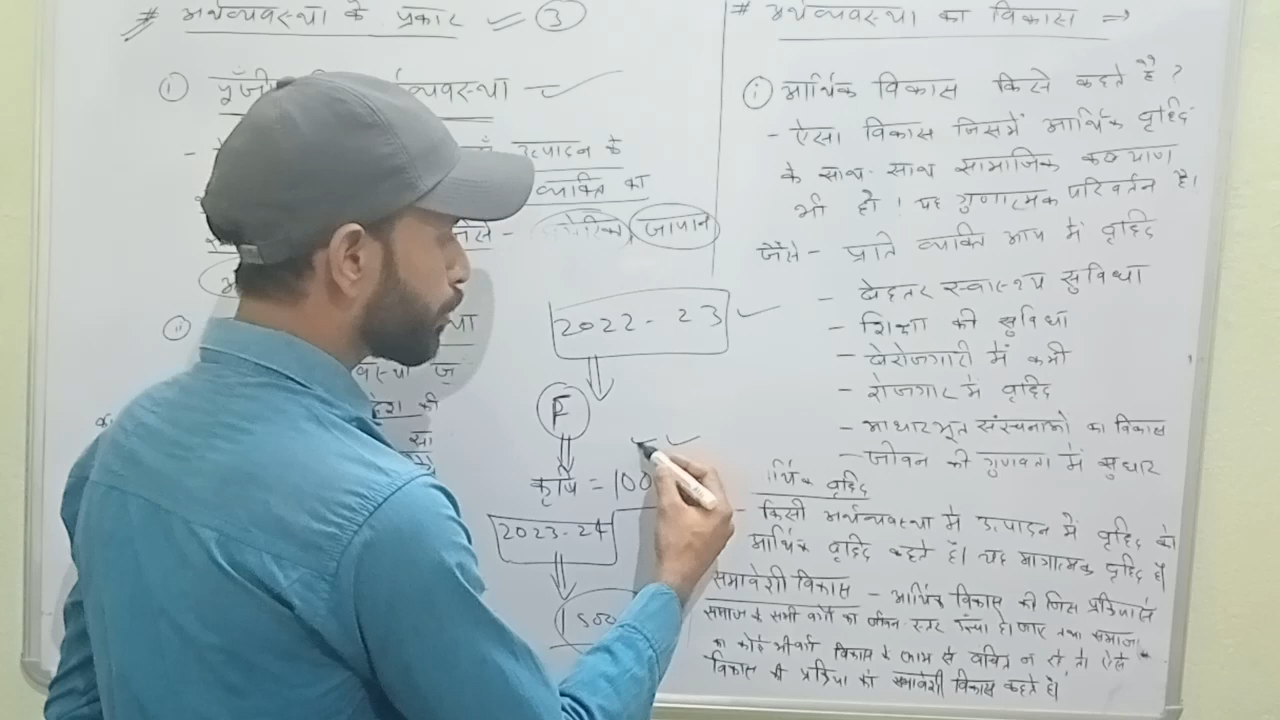 # अर्थव्यवस्था के प्रकार 3
i व्यवस्था
उत्पादन के
व्यक्ति का
जैसे - जापान
ii
देश की
2022-23
F
कृषि = 100
2023-24
1500
# अर्थव्यवस्था का विकास ⇒
i आर्थिक विकास किसे कहते हैं ?
- ऐसा विकास जिसमें आर्थिक वृद्धि
के साथ-साथ सामाजिक कल्याण
भी हो। यह गुणात्मक परिवर्तन है।
जैसे - प्रति व्यक्ति आय में वृद्धि
- बेहतर स्वास्थ्य सुविधा
- शिक्षा की सुविधा
- बेरोजगारी में कमी
- रोजगार में वृद्धि
- आधारभूत संरचनाओं का विकास
- जीवन की गुणवता में सुधार
र्थिक वृद्धि
- किसी अर्थव्यवस्था में उत्पादन में वृद्धि को
आर्थिक वृद्धि कहते हैं। यह मात्रात्मक वृद्धि है
समावेशी विकास - आर्थिक विकास की जिस प्रक्रिया से
समाज के सभी वर्गों का जीवन स्तर ऊँचा हो जाए तथा समाज
का कोई भी वर्ग विकास के लाभ से वंचित न रहे तो ऐसे
विकास की प्रक्रिया को समावेशी विकास कहते हैं।